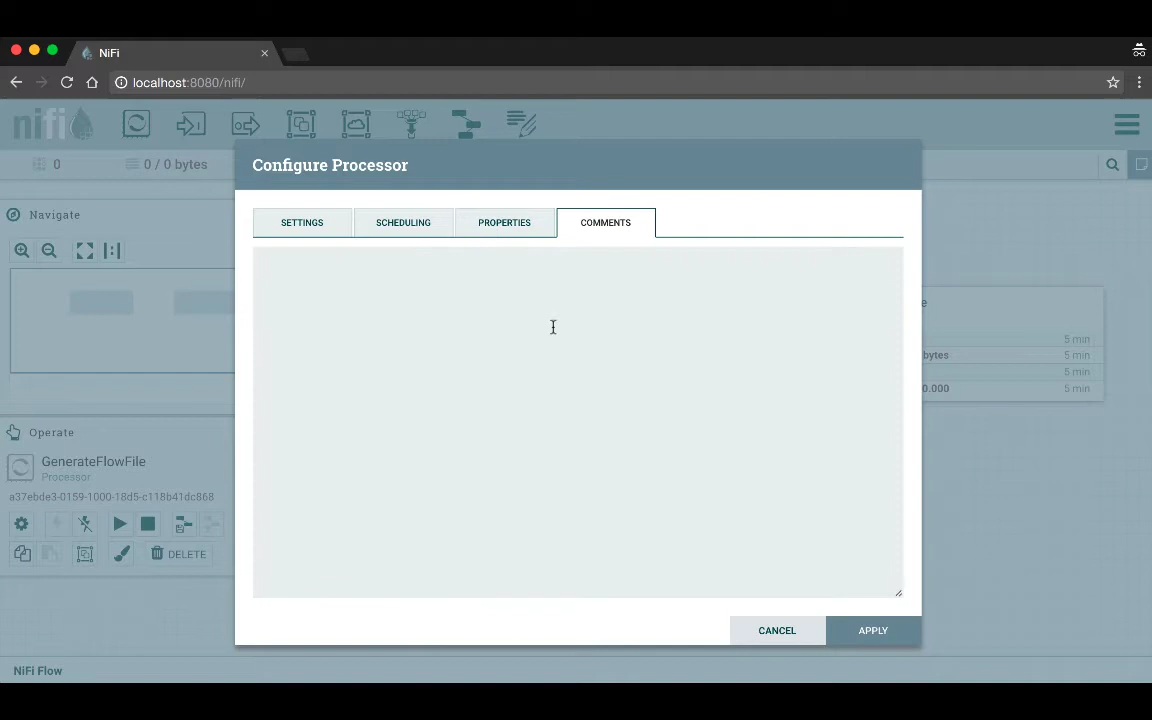 NiFi
localhost:8080/nifi/
nifi
0
0 / 0 bytes
Configure Processor
SETTINGS
SCHEDULING
PROPERTIES
COMMENTS
Navigate
e
5 min
bytes
5 min
5 min
0.000
5 min
Operate
GenerateFlowFile
Processor
a37ebde3-0159-1000-18d5-c118b41dc868
DELETE
CANCEL
APPLY
NiFi Flow